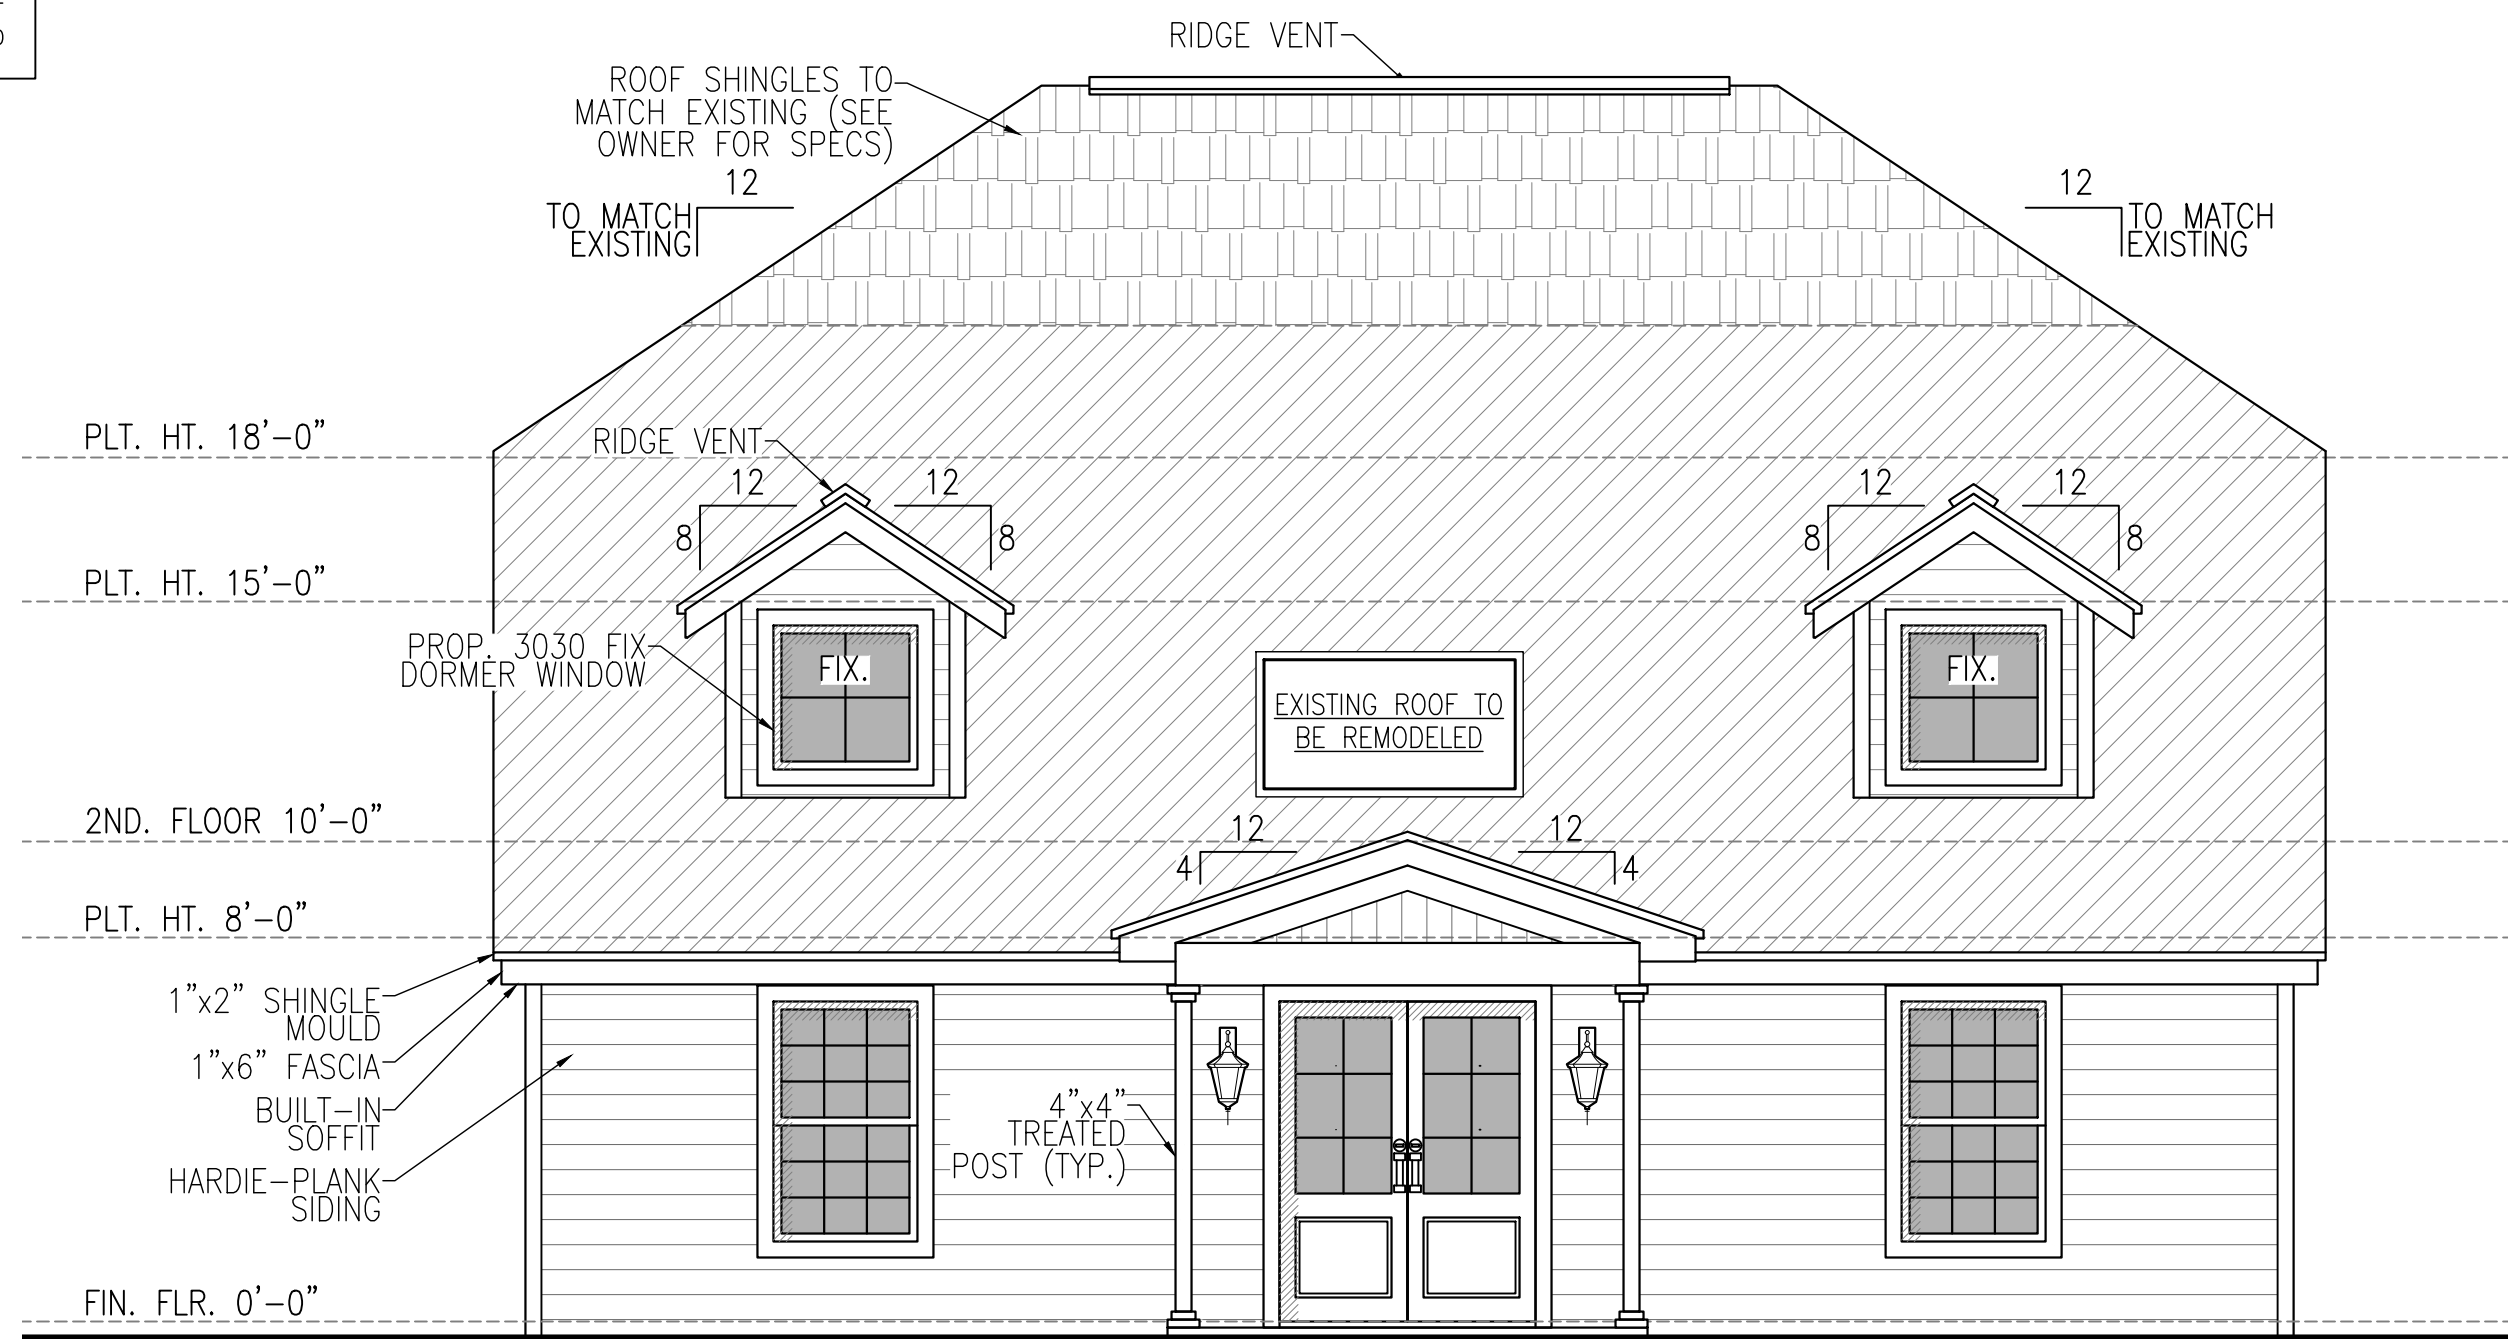 RIDGE VENT
ROOF SHINGLES TO
MATCH EXISTING (SEE
OWNER FOR SPECS)
12
TO MATCH
EXISTING
12
TO MATCH
EXISTING
PLT. HT. 18'-0"
RIDGE VENT
12
12
8
8
12
12
8
8
PLT. HT. 15'-0"
PROP. 3030 FIX
DORMER WINDOW
FIX.
FIX.
EXISTING ROOF TO
BE REMODELED
2ND. FLOOR 10'-0"
12
12
4
4
PLT. HT. 8'-0"
1"x2" SHINGLE
MOULD
1"x6" FASCIA
BUILT-IN
SOFFIT
HARDIE-PLANK
SIDING
4"x4"
TREATED
POST (TYP.)
FIN. FLR. 0'-0"